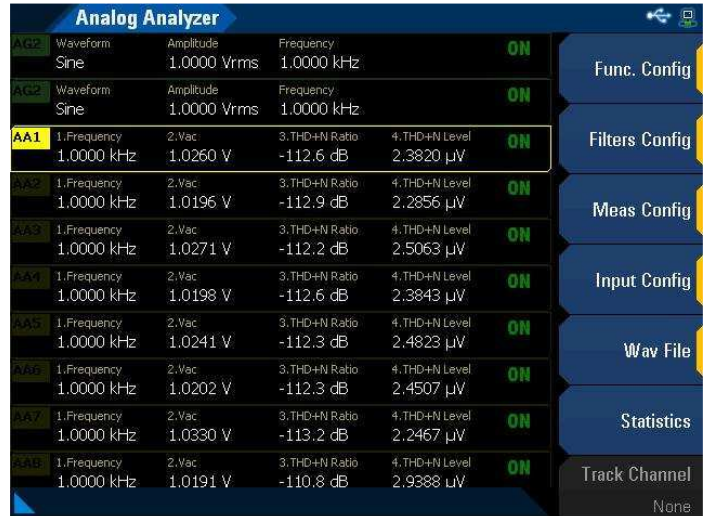 Analog Analyzer
AG2 Waveform Amplitude Frequency ON
Sine 1.0000 Vrms 1.0000 kHz
AG2 Waveform Amplitude Frequency ON
Sine 1.0000 Vrms 1.0000 kHz
AA1 1.Frequency 2.Vac 3.THD+N Ratio 4.THD+N Level ON
1.0000 kHz 1.0260 V -112.6 dB 2.3820 µV
AA2 1.Frequency 2.Vac 3.THD+N Ratio 4.THD+N Level ON
1.0000 kHz 1.0196 V -112.9 dB 2.2856 µV
AA3 1.Frequency 2.Vac 3.THD+N Ratio 4.THD+N Level ON
1.0000 kHz 1.0271 V -112.2 dB 2.5063 µV
AA4 1.Frequency 2.Vac 3.THD+N Ratio 4.THD+N Level ON
1.0000 kHz 1.0198 V -112.6 dB 2.3843 µV
AA5 1.Frequency 2.Vac 3.THD+N Ratio 4.THD+N Level ON
1.0000 kHz 1.0241 V -112.3 dB 2.4823 µV
AA6 1.Frequency 2.Vac 3.THD+N Ratio 4.THD+N Level ON
1.0000 kHz 1.0202 V -112.3 dB 2.4507 µV
AA7 1.Frequency 2.Vac 3.THD+N Ratio 4.THD+N Level ON
1.0000 kHz 1.0330 V -113.2 dB 2.2467 µV
AA8 1.Frequency 2.Vac 3.THD+N Ratio 4.THD+N Level ON
1.0000 kHz 1.0191 V -110.8 dB 2.9388 µV
Func. Config
Filters Config
Meas Config
Input Config
Wav File
Statistics
Track Channel
None